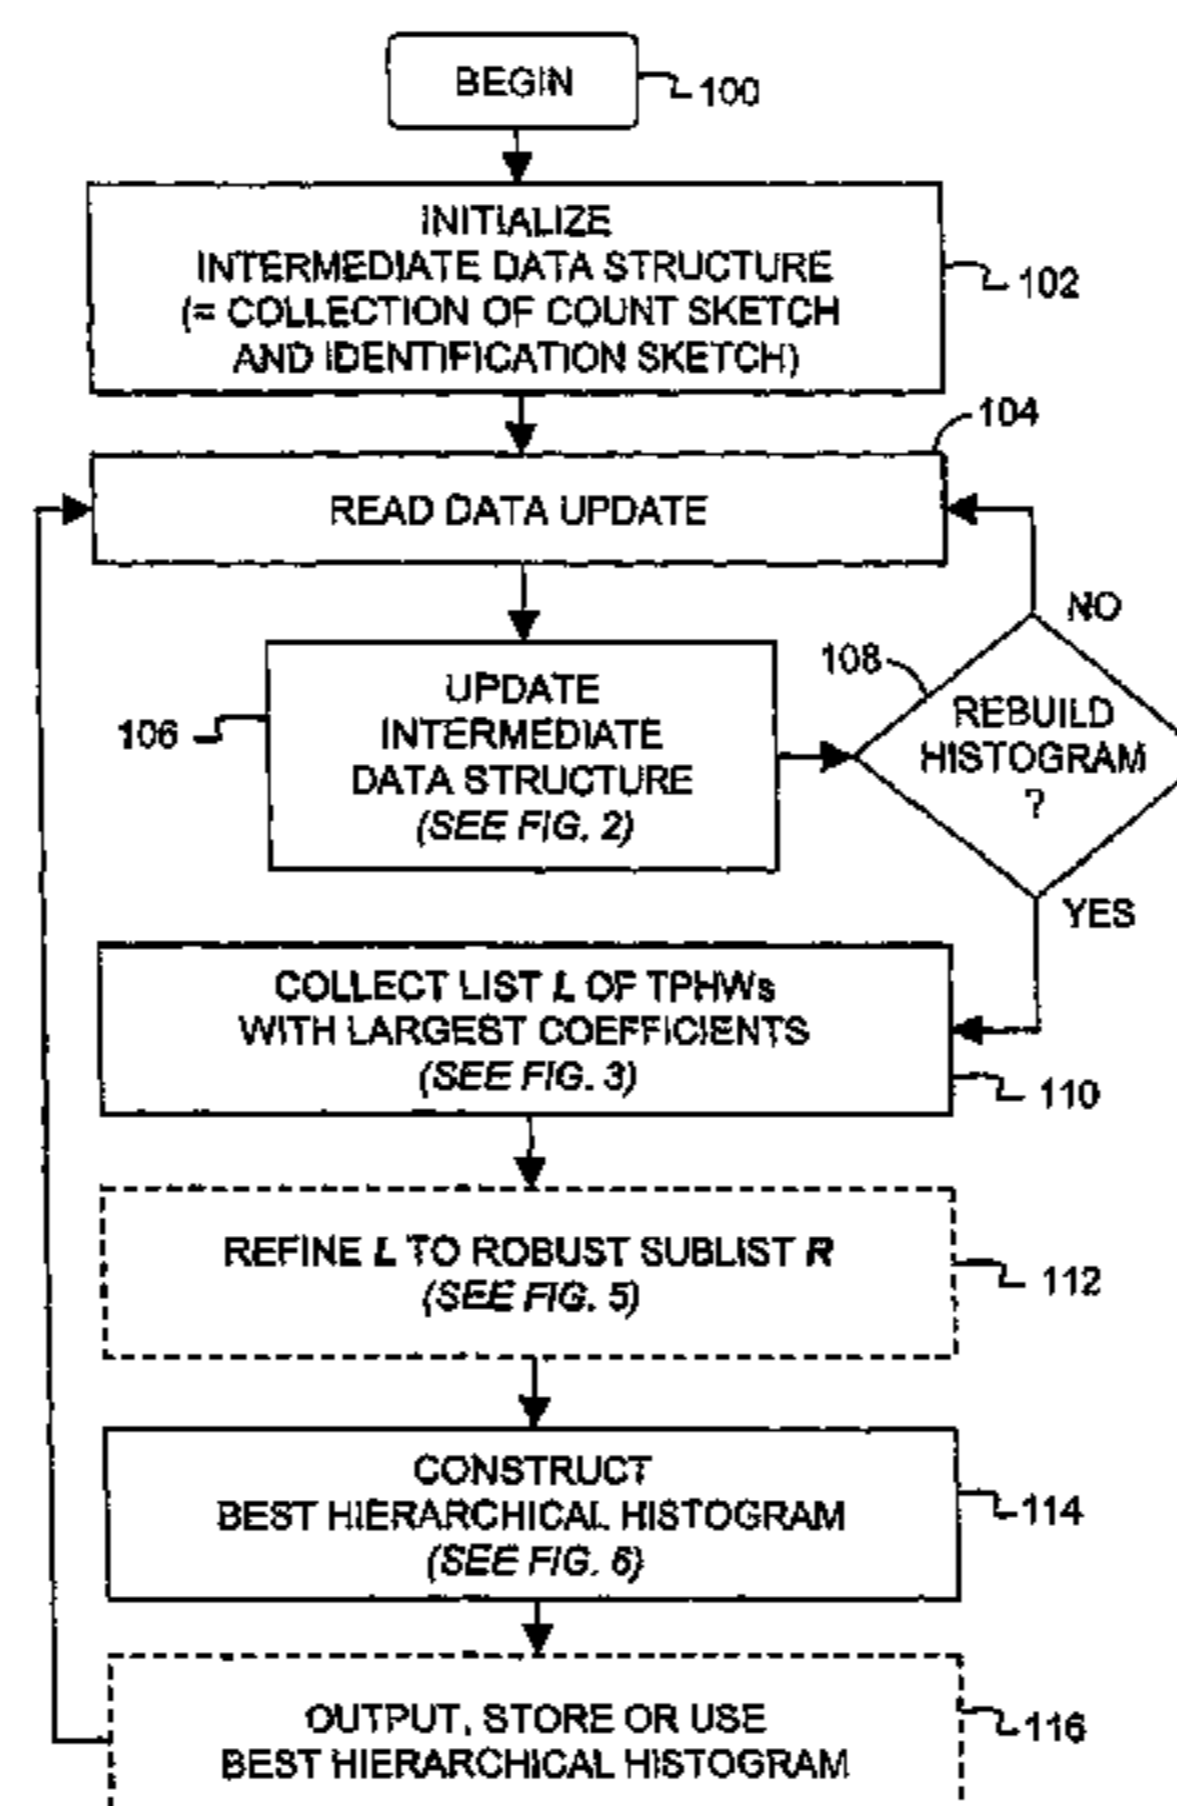 BEGIN
100
INITIALIZE
INTERMEDIATE DATA STRUCTURE
(= COLLECTION OF COUNT SKETCH
AND IDENTIFICATION SKETCH)
102
104
READ DATA UPDATE
NO
108
UPDATE
INTERMEDIATE
DATA STRUCTURE
(SEE FIG. 2)
106
REBUILD
HISTOGRAM
?
YES
COLLECT LIST L OF TPHWs
WITH LARGEST COEFFICIENTS
(SEE FIG. 3)
110
REFINE L TO ROBUST SUBLIST R
(SEE FIG. 5)
112
CONSTRUCT
BEST HIERARCHICAL HISTOGRAM
(SEE FIG. 6)
114
OUTPUT, STORE OR USE
BEST HIERARCHICAL HISTOGRAM
116